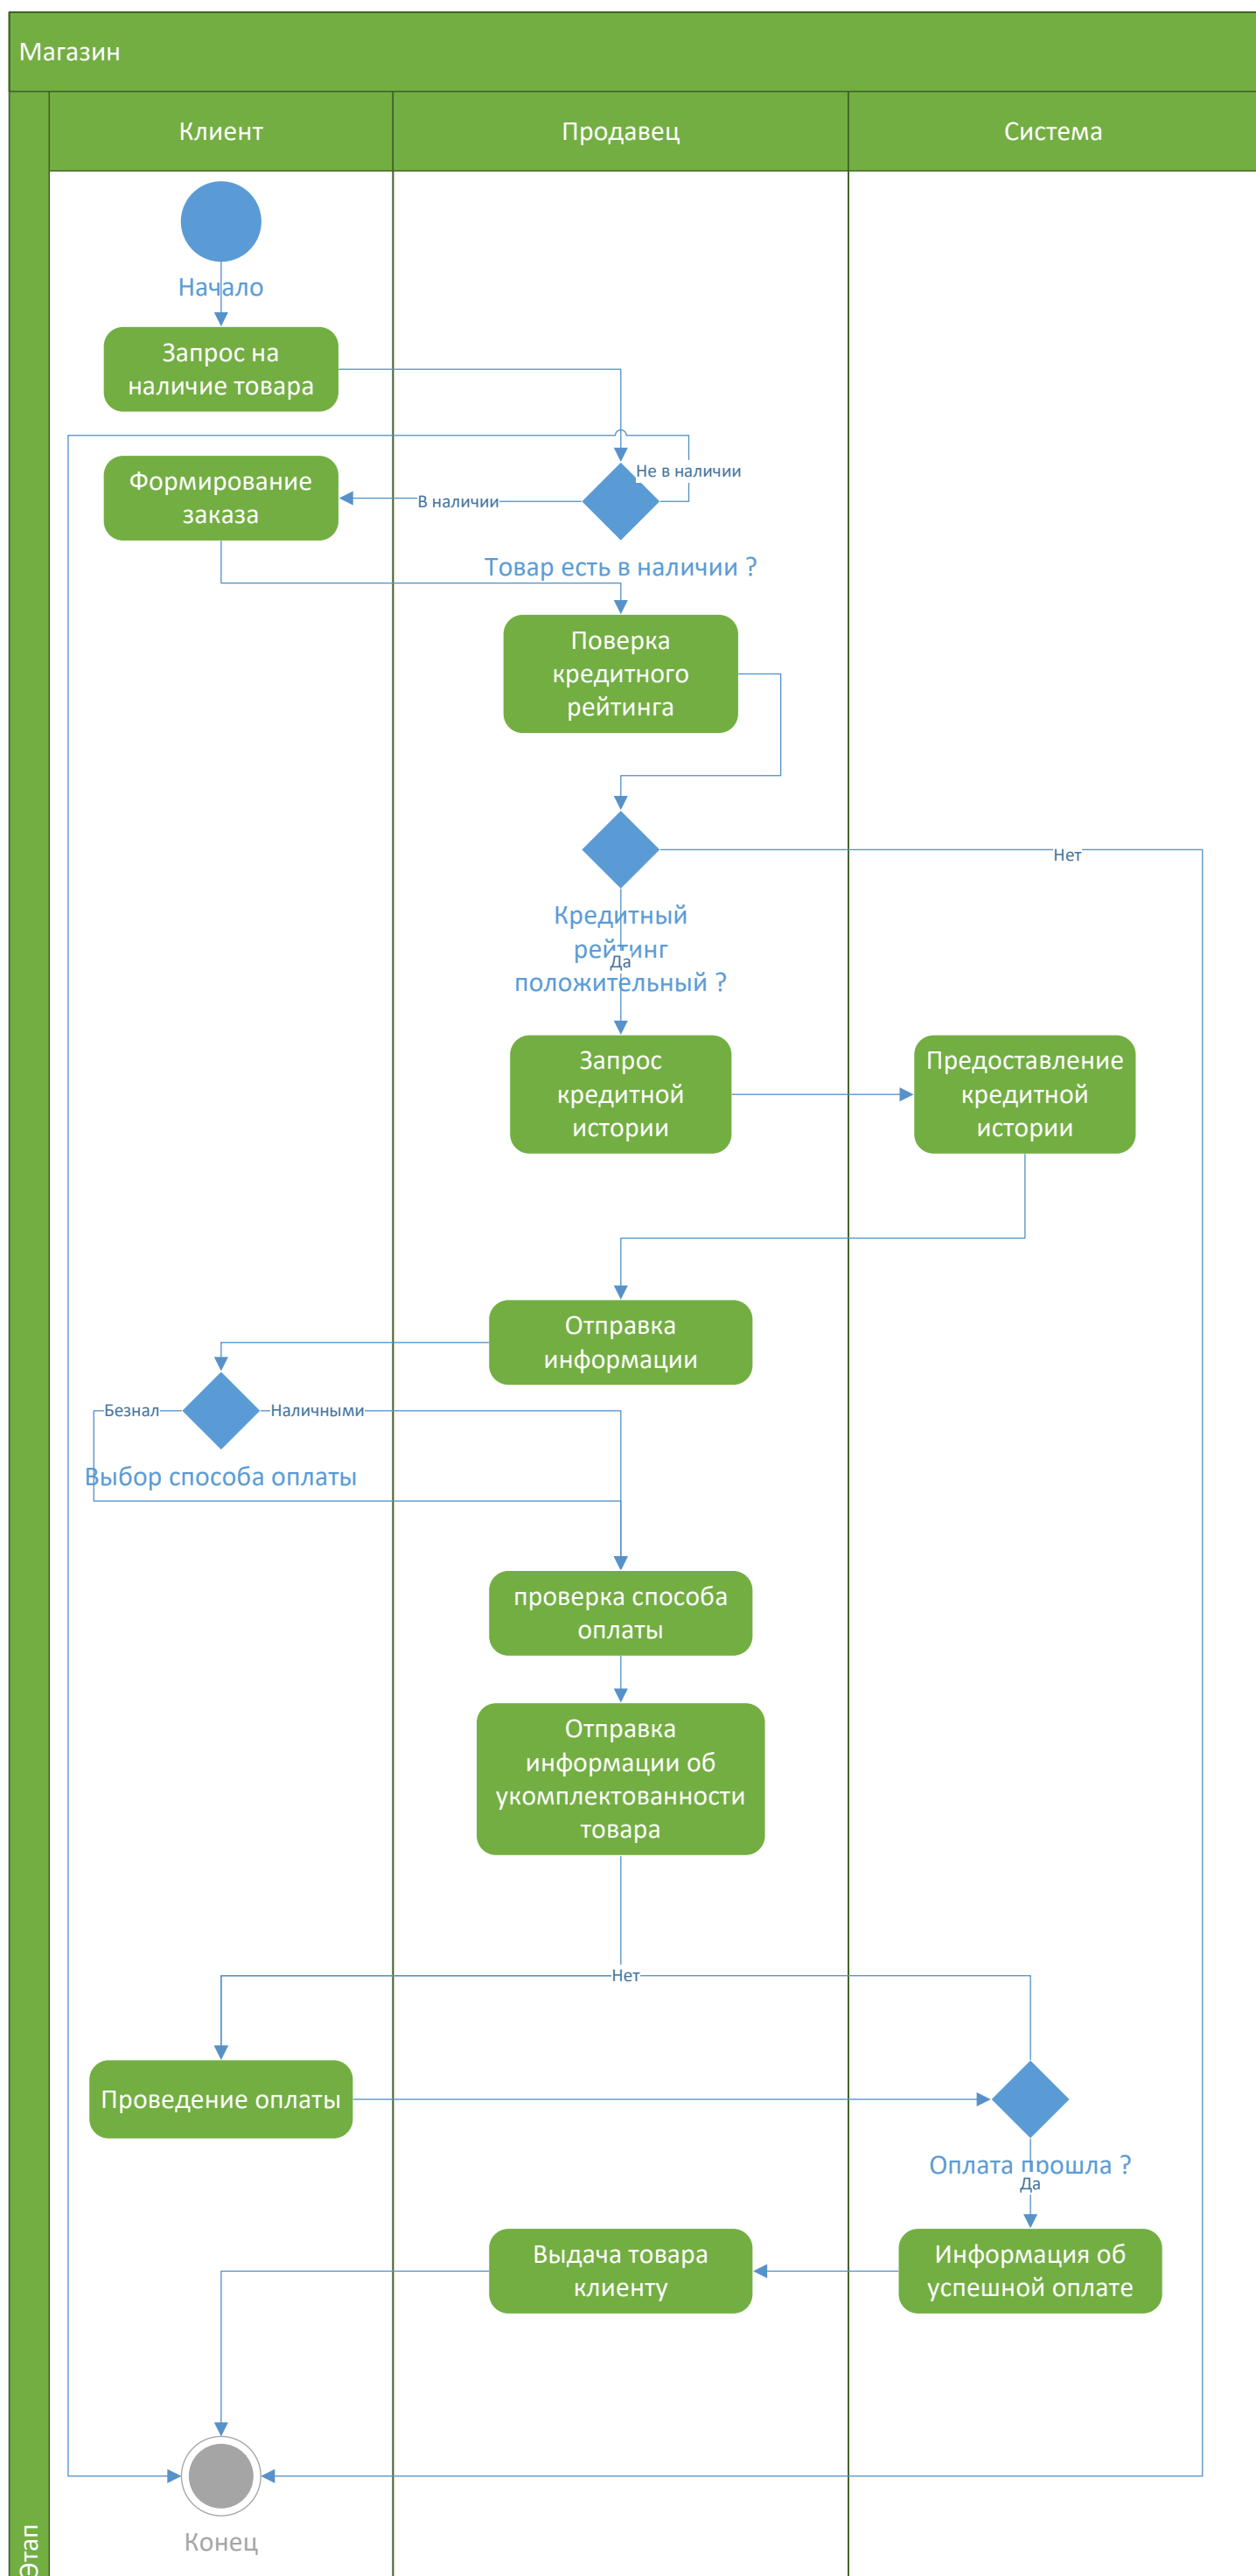 Магазин
Клиент
Продавец
Система
Начало
Запрос на
наличие товара
Не в наличии
Формирование
заказа
В наличии
Товар есть в наличии ?
Поверка
кредитного
рейтинга
Нет
Кредитный
рейтинг
Да
положительный ?
Запрос
кредитной
истории
Предоставление
кредитной
истории
Отправка
информации
Безнал
Наличными
Выбор способа оплаты
проверка способа
оплаты
Отправка
информации об
укомплектованности
товара
Нет
Проведение оплаты
Оплата прошла ?
Да
Выдача товара
клиенту
Информация об
успешной оплате
Конец
Этап